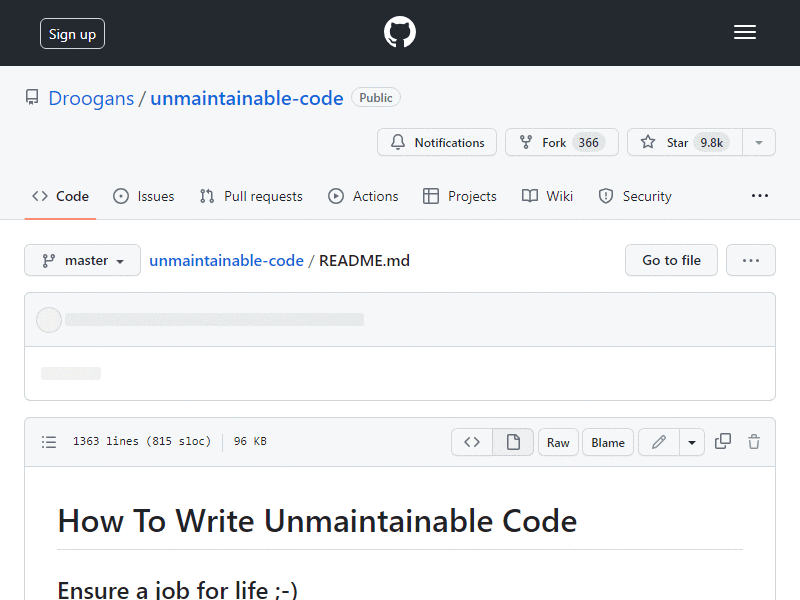 Sign up
Droogans / unmaintainable-code Public
Notifications Fork 366 Star 9.8k
Code Issues Pull requests Actions Projects Wiki Security
master unmaintainable-code / README.md Go to file
1363 lines (815 sloc) 96 KB Raw Blame
How To Write Unmaintainable Code
Ensure a job for life ;-)